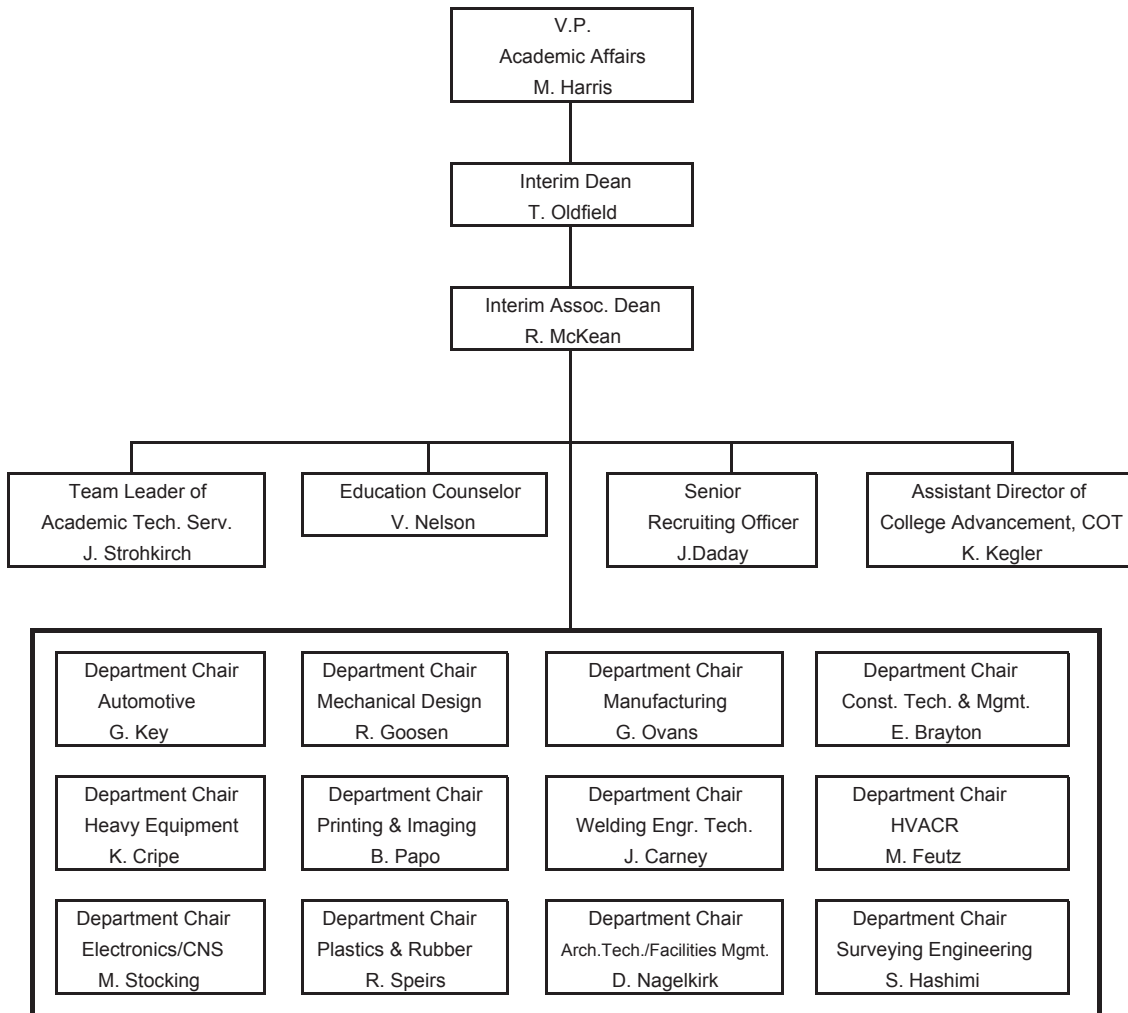 V.P.
Academic Affairs
M. Harris
Interim Dean
T. Oldfield
Interim Assoc. Dean
R. McKean
Team Leader of
Academic Tech. Serv.
J. Strohkirch
Education Counselor
V. Nelson
Senior
Recruiting Officer
J.Daday
Assistant Director of
College Advancement, COT
K. Kegler
Department Chair
Automotive
G. Key
Department Chair
Mechanical Design
R. Goosen
Department Chair
Manufacturing
G. Ovans
Department Chair
Const. Tech. & Mgmt.
E. Brayton
Department Chair
Heavy Equipment
K. Cripe
Department Chair
Printing & Imaging
B. Papo
Department Chair
Welding Engr. Tech.
J. Carney
Department Chair
HVACR
M. Feutz
Department Chair
Electronics/CNS
M. Stocking
Department Chair
Plastics & Rubber
R. Speirs
Department Chair
Arch.Tech./Facilities Mgmt.
D. Nagelkirk
Department Chair
Surveying Engineering
S. Hashimi